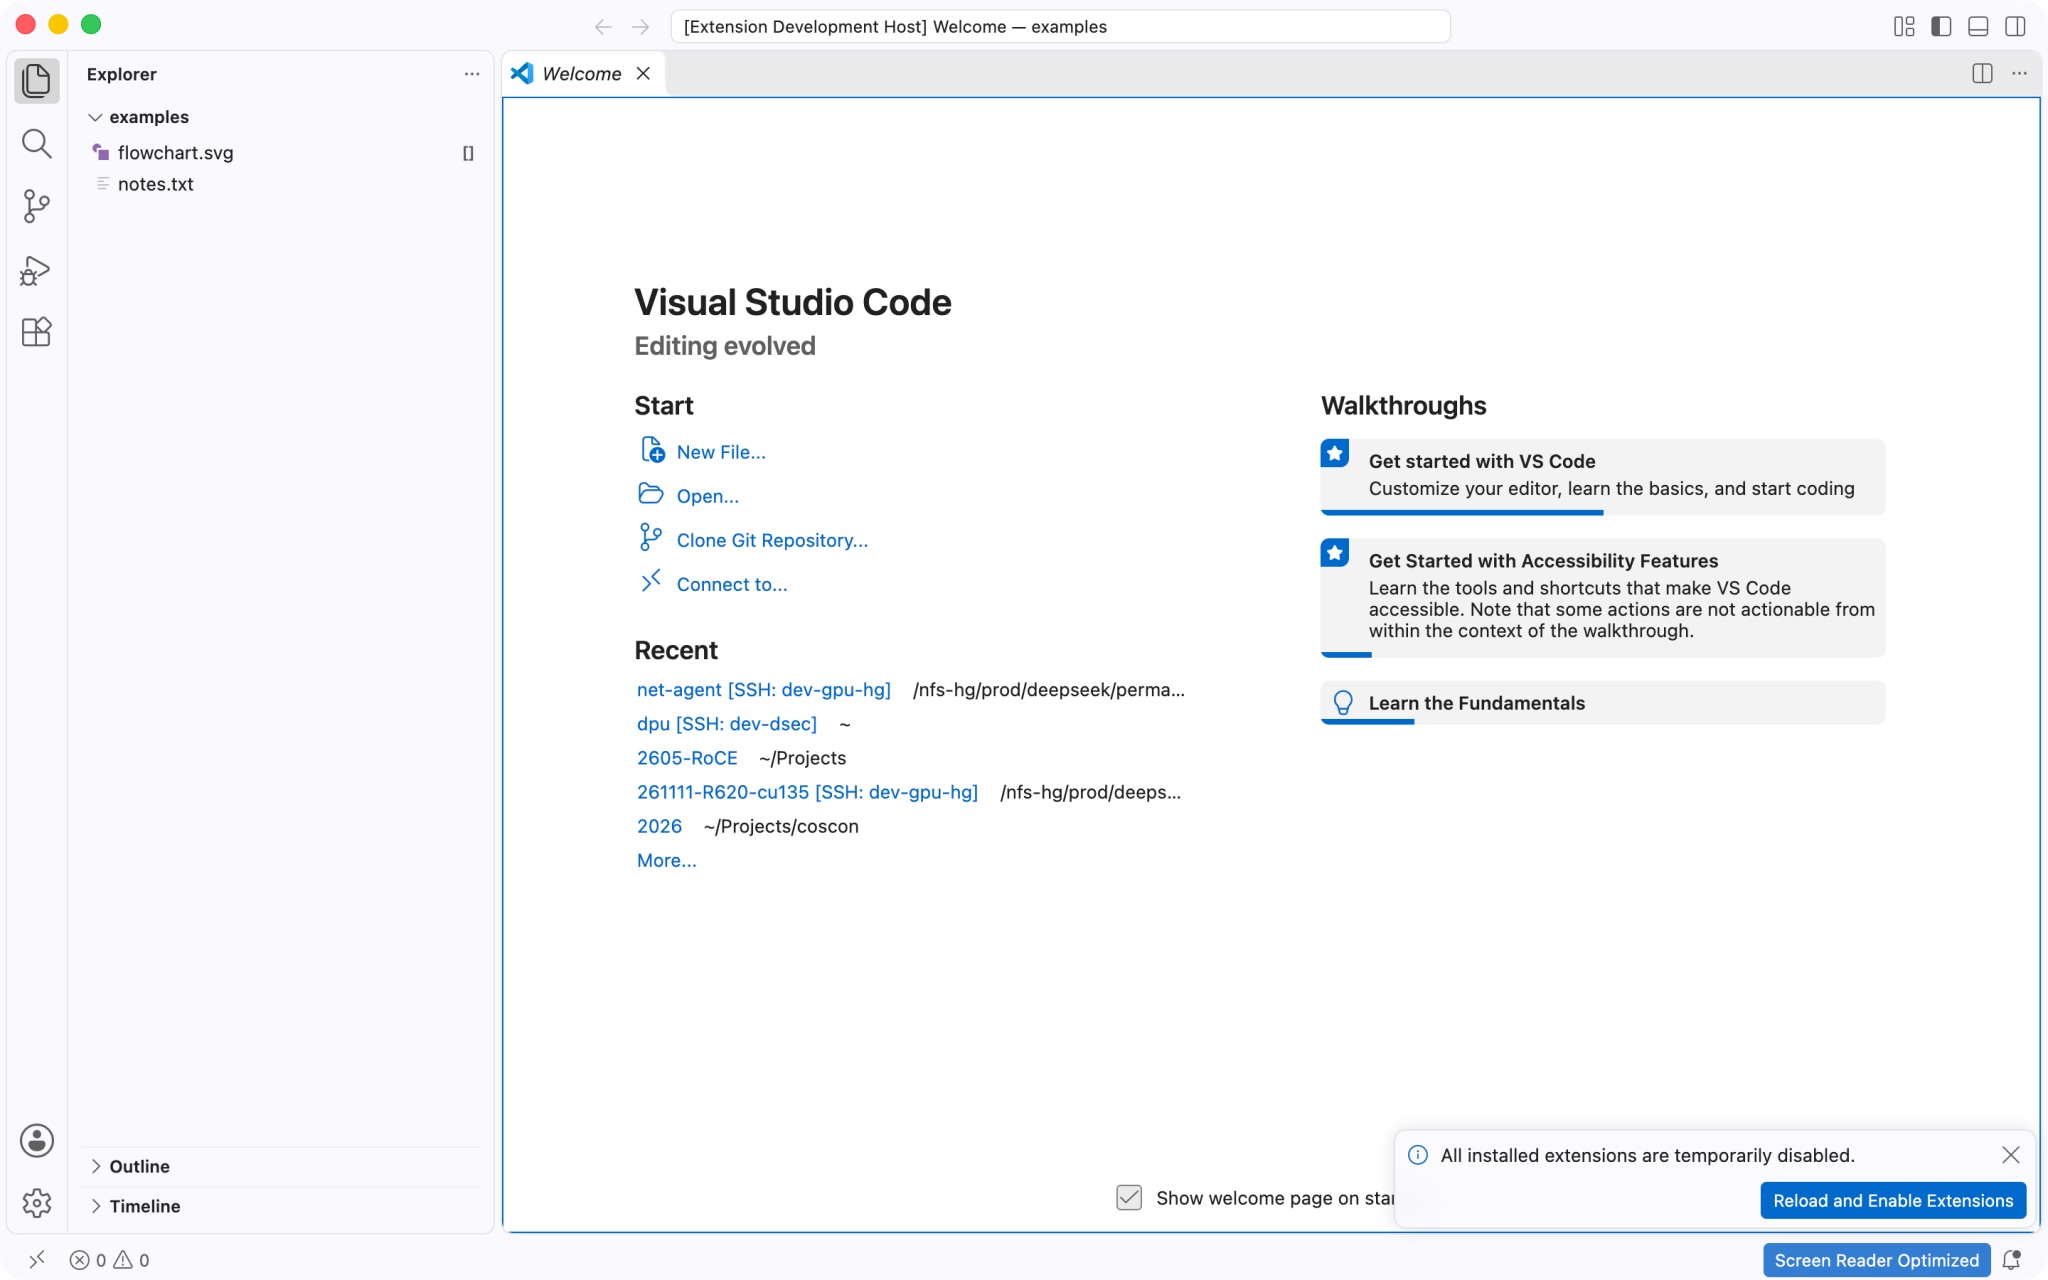 [Extension Development Host] Welcome — examples
Explorer
Welcome
examples
flowchart.svg
[]
notes.txt
Visual Studio Code
Editing evolved
Start
New File...
Open...
Clone Git Repository...
Connect to...
Recent
net-agent [SSH: dev-gpu-hg] /nfs-hg/prod/deepseek/perma...
dpu [SSH: dev-dsec] ~
2605-RoCE ~/Projects
261111-R620-cu135 [SSH: dev-gpu-hg] /nfs-hg/prod/deeps...
2026 ~/Projects/coscon
More...
Walkthroughs
Get started with VS Code
Customize your editor, learn the basics, and start coding
Get Started with Accessibility Features
Learn the tools and shortcuts that make VS Code
accessible. Note that some actions are not actionable from
within the context of the walkthrough.
Learn the Fundamentals
Outline
Timeline
Show welcome page on star
All installed extensions are temporarily disabled.
Reload and Enable Extensions
0 0
Screen Reader Optimized